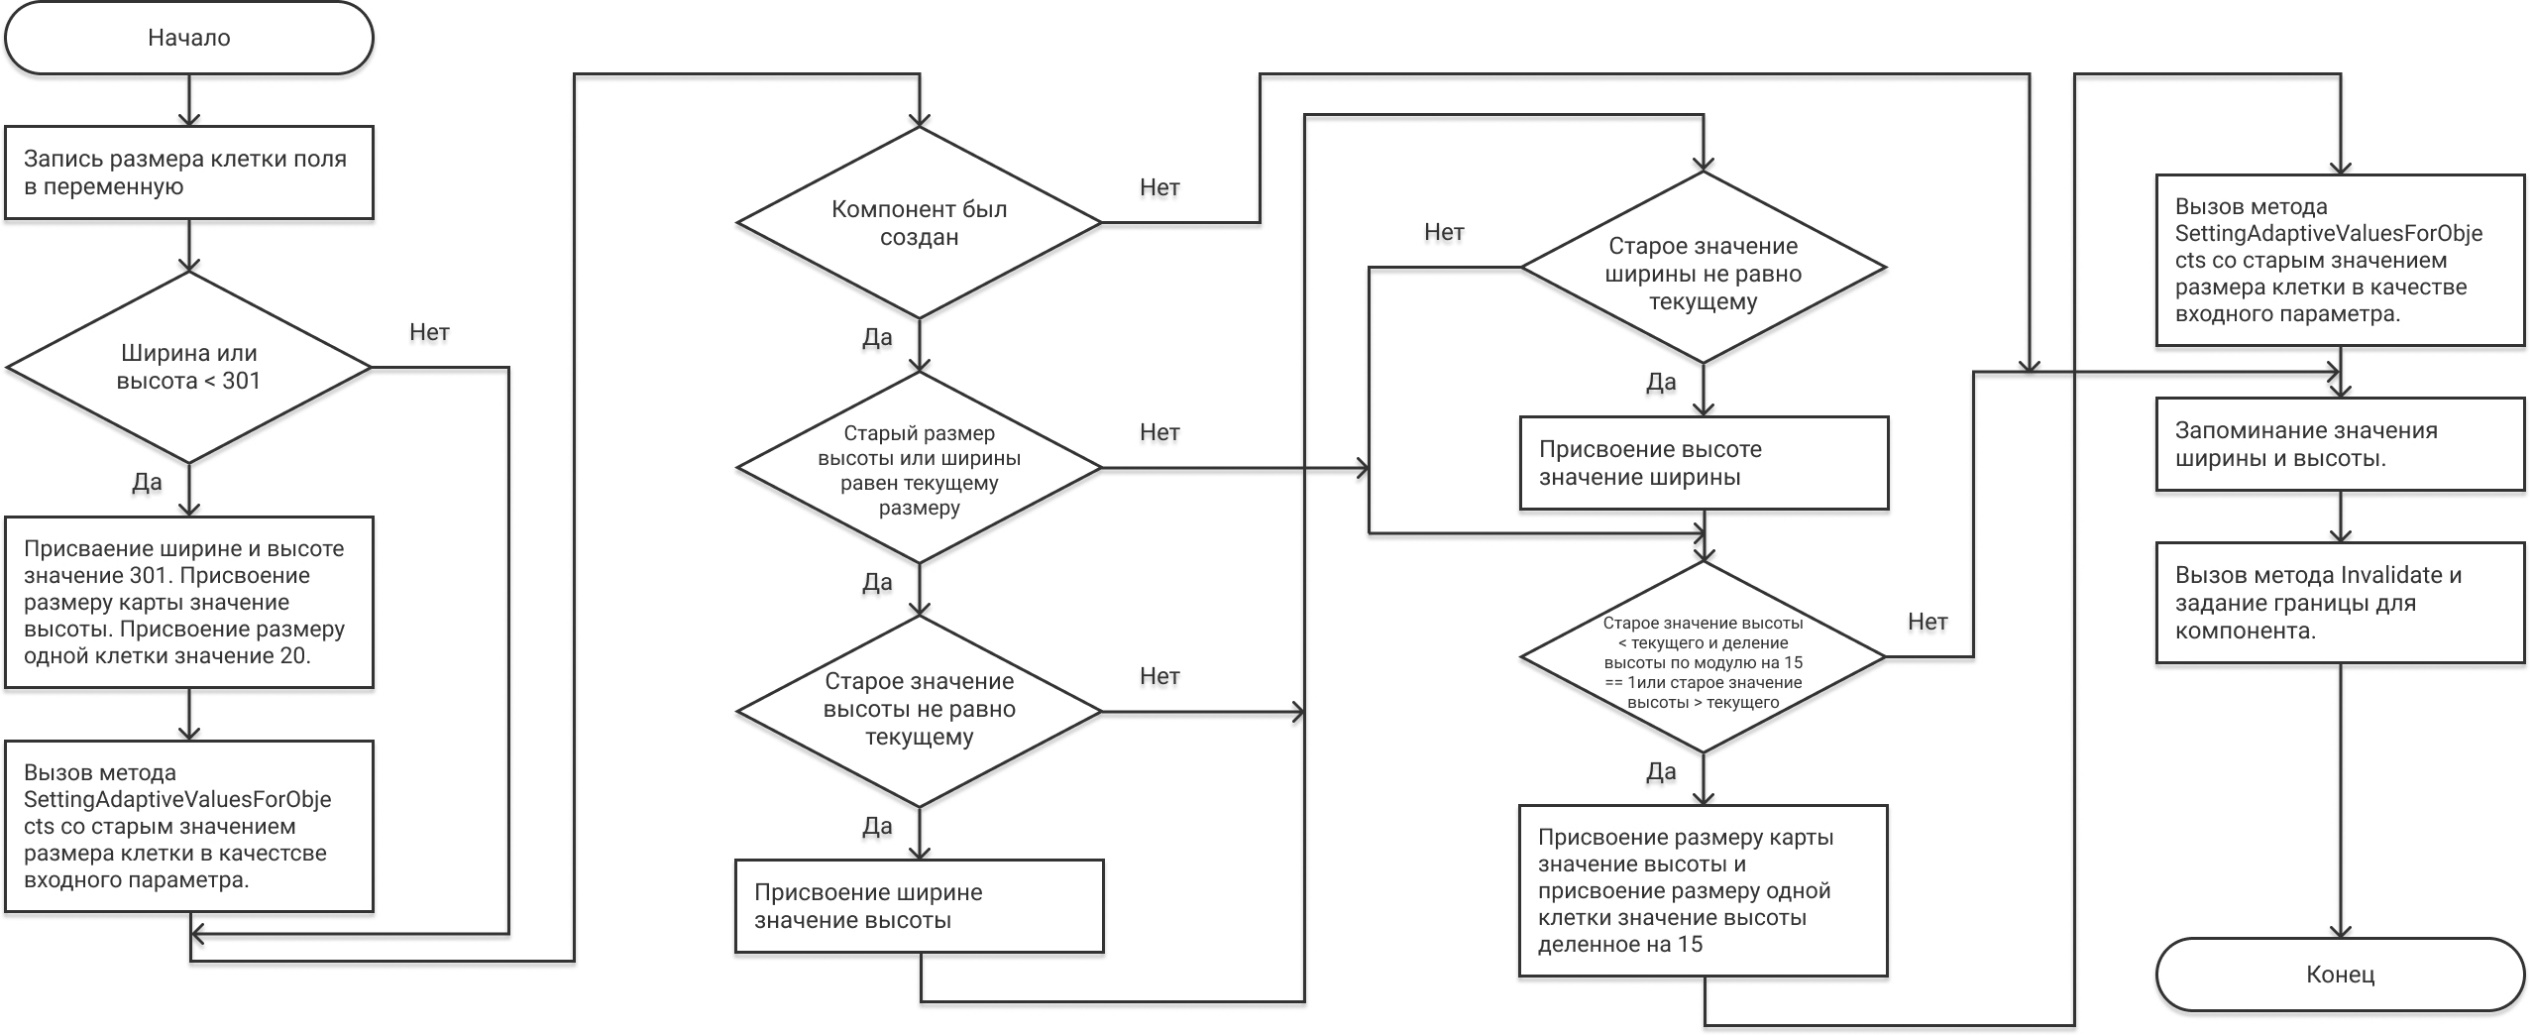 Начало
Запись размера клетки поля
в переменную
Ширина или
высота < 301
Нет
Да
Присваение ширине и высоте
значение 301. Присвоение
размеру карты значение
высоты. Присвоение размеру
одной клетки значение 20.
Вызов метода
SettingAdaptiveValuesForObje
cts со старым значением
размера клетки в качестсве
входного параметра.
Компонент был
создан
Нет
Да
Старый размер
высоты или ширины
равен текущему
размеру
Нет
Да
Старое значение
высоты не равно
текущему
Нет
Да
Присвоение ширине
значение высоты
Старое значение
ширины не равно
текущему
Нет
Да
Присвоение высоте
значение ширины
Старое значение высоты
< текущего и деление
высоты по модулю на 15
== 1или старое значение
высоты > текущего
Нет
Да
Присвоение размеру карты
значение высоты и
присвоение размеру одной
клетки значение высоты
деленное на 15
Вызов метода
SettingAdaptiveValuesForObje
cts со старым значением
размера клетки в качестве
входного параметра.
Запоминание значения
ширины и высоты.
Вызов метода Invalidate и
задание границы для
компонента.
Конец